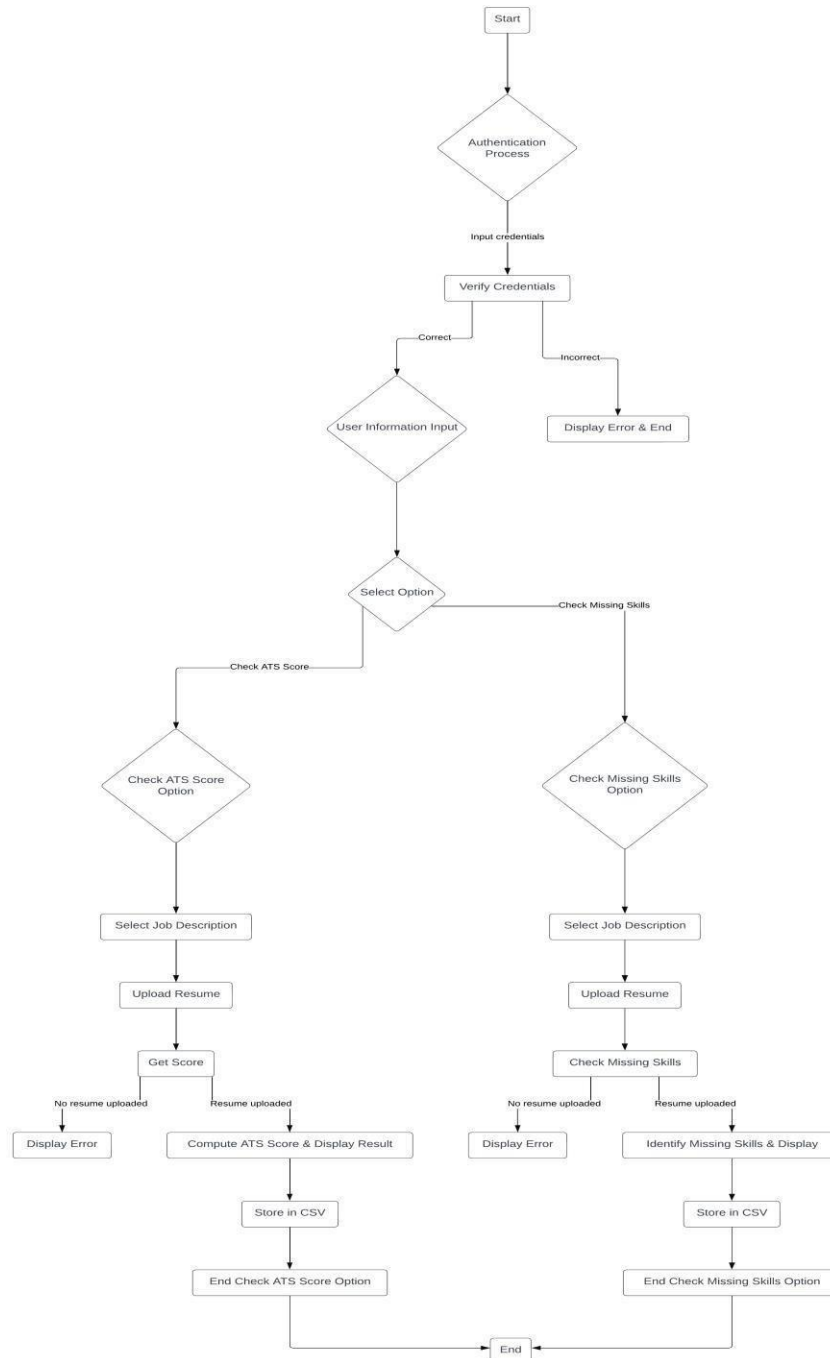 Start
Authentication
Process
Input credentials
Verify Credentials
Correct
Incorrect
User Information Input
Display Error & End
Select Option
Check Missing Skills
Check ATS Score
Check ATS Score
Option
Check Missing Skills
Option
Select Job Description
Select Job Description
Upload Resume
Upload Resume
Get Score
Check Missing Skills
No resume uploaded
Resume uploaded
No resume uploaded
Resume uploaded
Display Error
Compute ATS Score & Display Result
Display Error
Identify Missing Skills & Display
Store in CSV
Store in CSV
End Check ATS Score Option
End Check Missing Skills Option
End